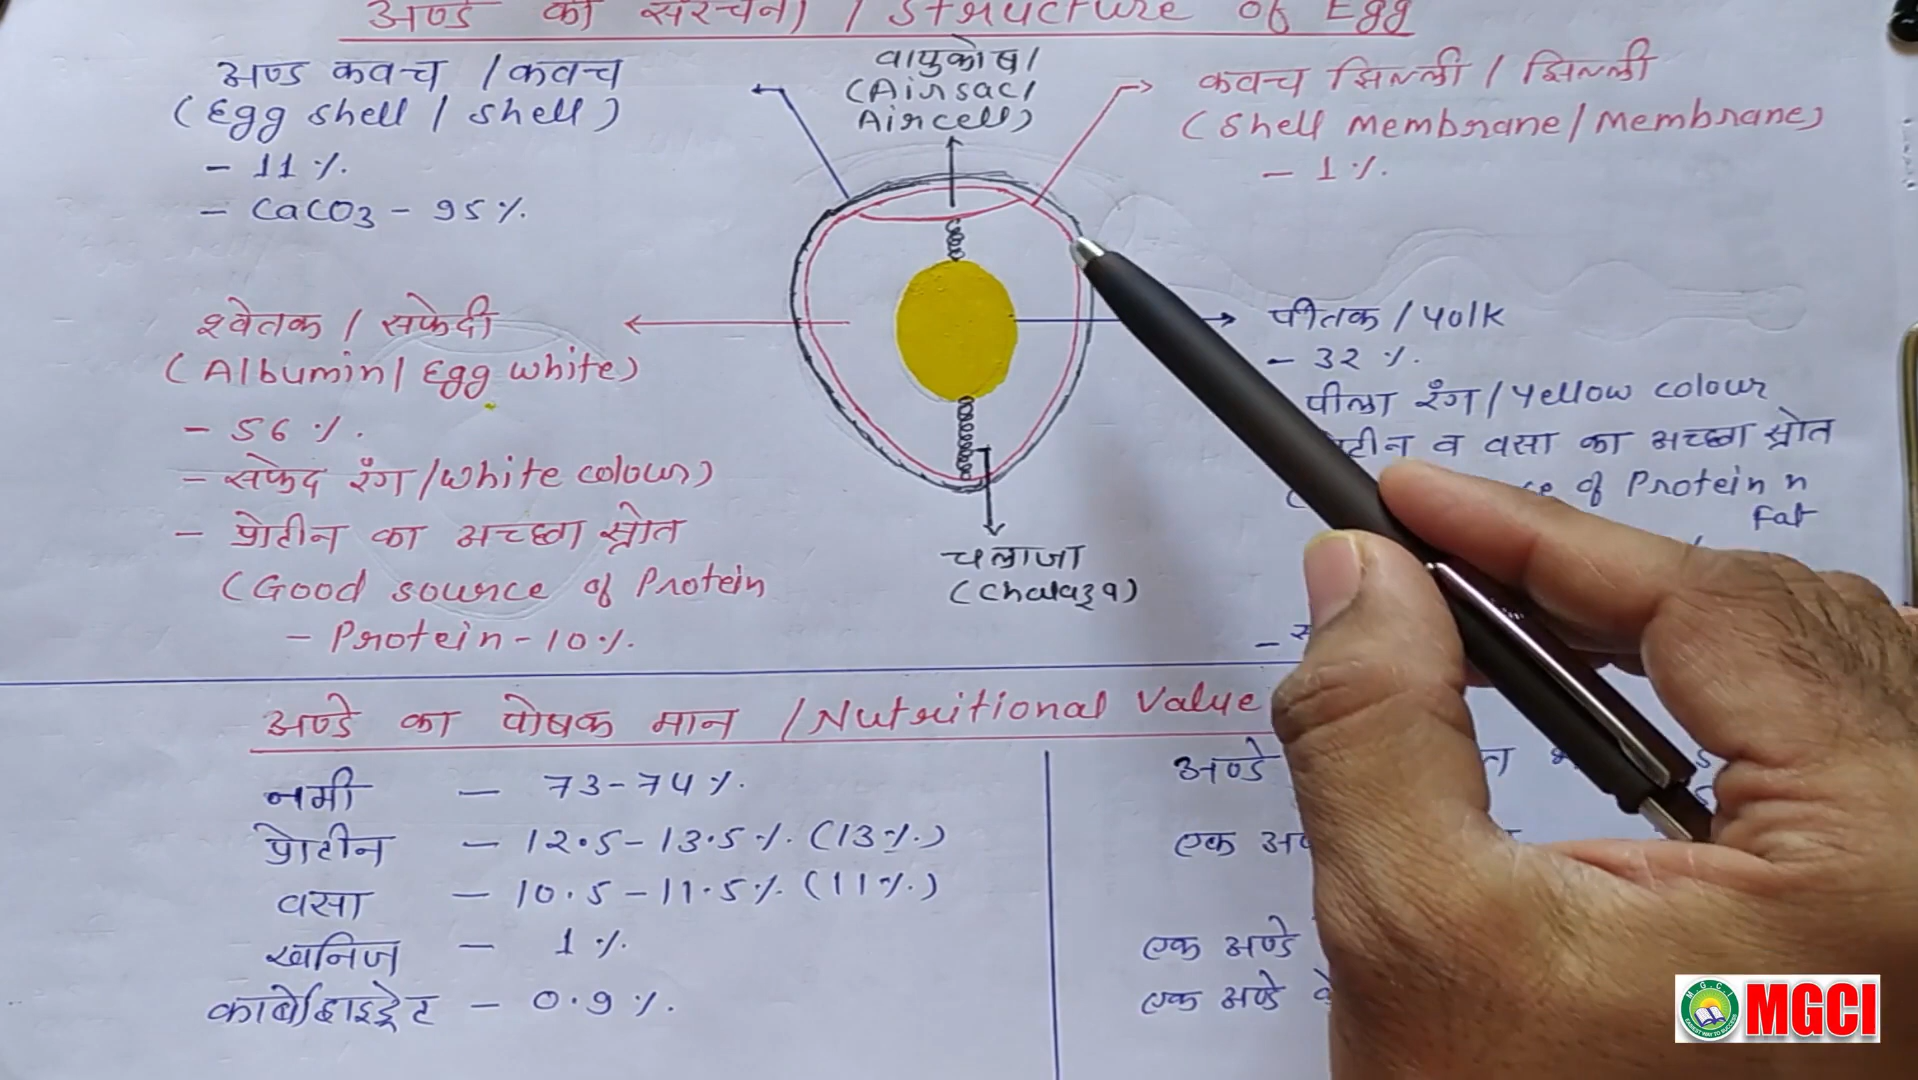 अण्डे की संरचना / Structure of Egg
अण्ड कवच / कवच
(Egg shell / shell)
- 11 %.
- CaCO3 - 95 %.
वायुकोष /
(Airsac /
Aircell)
कवच झिल्ली / झिल्ली
(Shell membrane / Membrane)
- 1 %.
श्वेतक / सफेदी
(Albumin / Egg white)
- 56 %.
- सफेद रंग / White colour)
- प्रोटीन का अच्छा स्रोत
(Good source of Protein
- Protein - 10 %.
पीतक / Yolk
- 32 %.
पीला रंग / Yellow colour
व वसा का अच्छा स्रोत
of Protein n
Fat
चलाजा
(Chalaza)
अण्डे का पोषक मान / Nutritional Value
नमी - 73-74 %.
प्रोटीन - 12.5-13.5 %. (13 %.)
वसा - 10.5-11.5 %. (11 %.)
खनिज - 1 %.
कार्बोहाइड्रेट - 0.9 %.
अण्डे
एक
एक अण्डे
एक अण्डे
M.G.C.I
MGCI